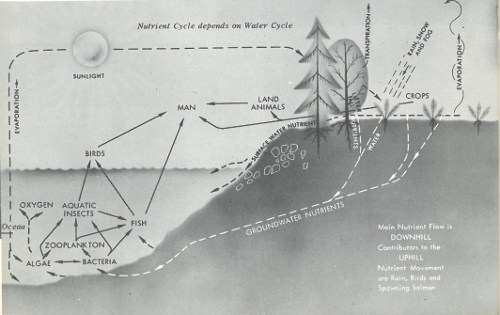 Nutrient Cycle depends on Water Cycle
SUNLIGHT
EVAPORATION
TRANSPIRATION
RAIN, SNOW
AND FOG
EVAPORATION
CROPS
LAND
ANIMALS
MAN
BIRDS
SURFACE WATER NUTRIENT
NUTRIENTS
WATER
OXYGEN
AQUATIC
INSECTS
FISH
Ocean
ZOOPLANKTON
ALGAE
BACTERIA
GROUNDWATER NUTRIENTS
Main Nutrient Flow is
DOWNHILL
Contributors to the
UPHILL
Nutrient Movement
are Rain, Birds and
Spawning Salmon